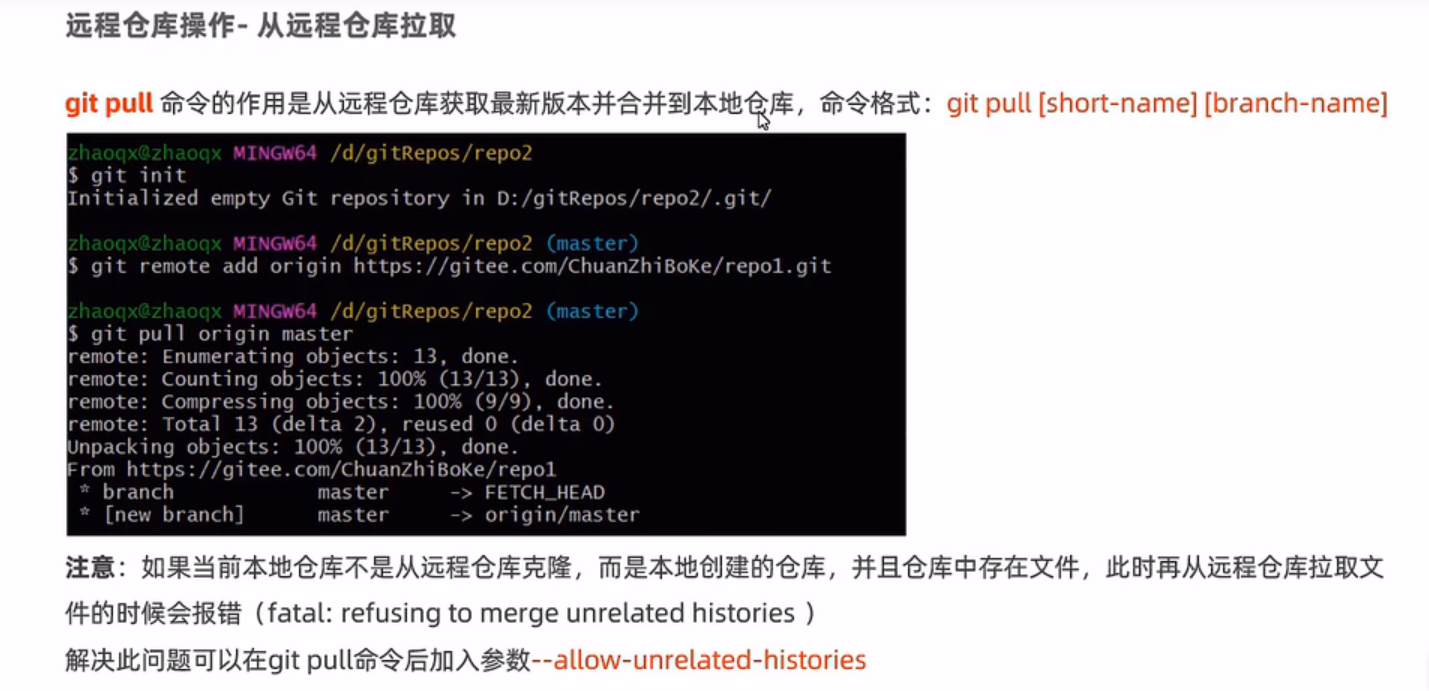 远程仓库操作- 从远程仓库拉取
git pull 命令的作用是从远程仓库获取最新版本并合并到本地仓库，命令格式：git pull [short-name] [branch-name]
zhaoqx@zhaoqx MINGW64 /d/gitRepos/repo2
$ git init
Initialized empty Git repository in D:/gitRepos/repo2/.git/
zhaoqx@zhaoqx MINGW64 /d/gitRepos/repo2 (master)
$ git remote add origin https://gitee.com/ChuanZhiBoKe/repo1.git
zhaoqx@zhaoqx MINGW64 /d/gitRepos/repo2 (master)
$ git pull origin master
remote: Enumerating objects: 13, done.
remote: Counting objects: 100% (13/13), done.
remote: Compressing objects: 100% (9/9), done.
remote: Total 13 (delta 2), reused 0 (delta 0)
Unpacking objects: 100% (13/13), done.
From https://gitee.com/ChuanZhiBoKe/repo1
 * branch            master     -> FETCH_HEAD
 * [new branch]      master     -> origin/master
注意：如果当前本地仓库不是从远程仓库克隆，而是本地创建的仓库，并且仓库中存在文件，此时再从远程仓库拉取文
件的时候会报错（fatal: refusing to merge unrelated histories ）
解决此问题可以在git pull命令后加入参数--allow-unrelated-histories